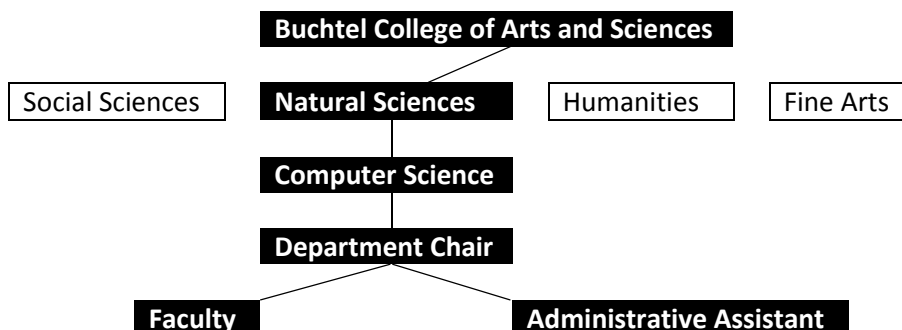 Buchtel College of Arts and Sciences
Social Sciences
Natural Sciences
Humanities
Fine Arts
Computer Science
Department Chair
Faculty
Administrative Assistant